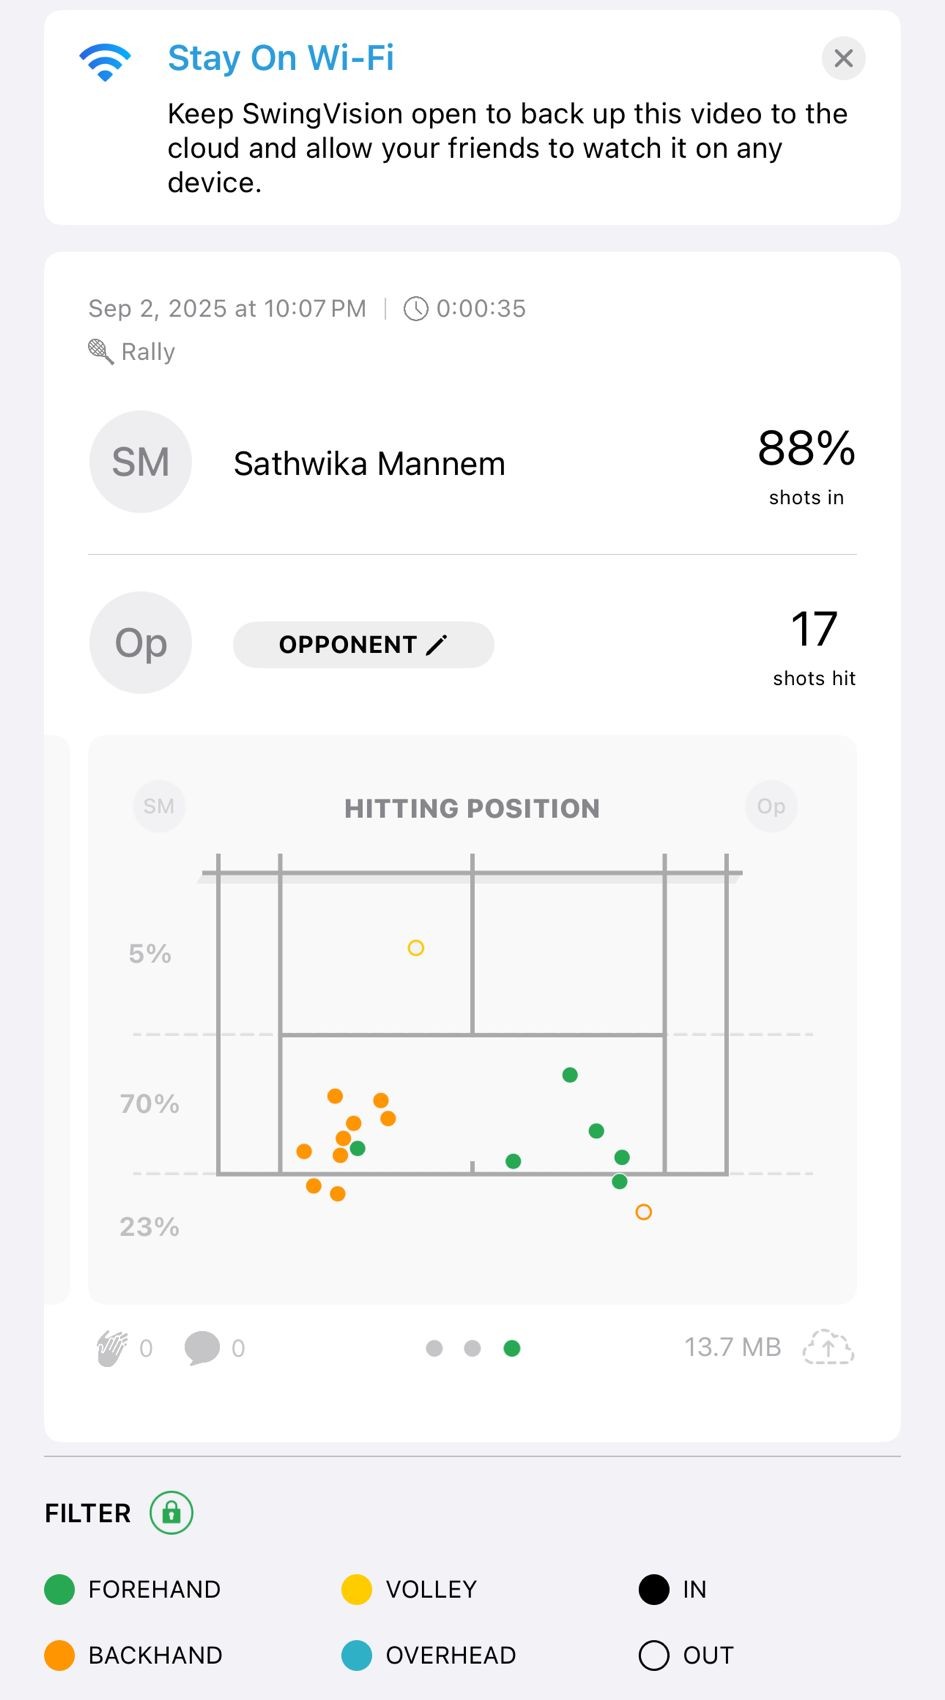 Stay On Wi-Fi
Keep SwingVision open to back up this video to the
cloud and allow your friends to watch it on any
device.
Sep 2, 2025 at 10:07 PM | 0:00:35
Rally
SM Sathwika Mannem 88%
shots in
Op OPPONENT 17
shots hit
SM HITTING POSITION Op
5%
70%
23%
0 0 13.7 MB
FILTER
FOREHAND VOLLEY IN
BACKHAND OVERHEAD OUT